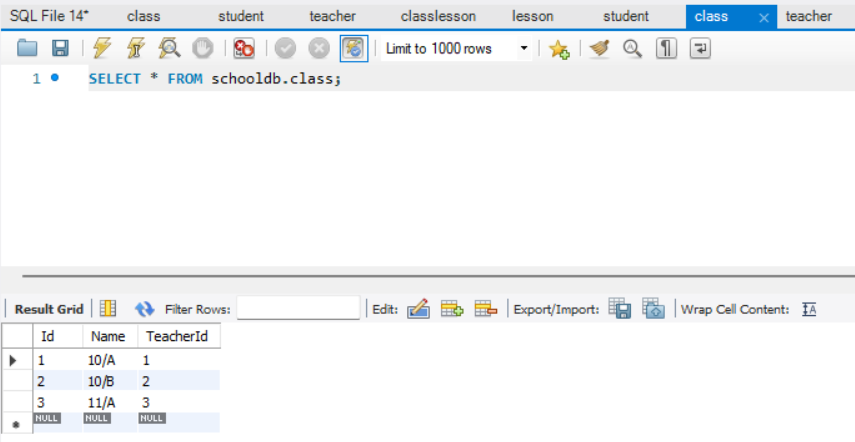 SQL File 14* class student teacher classlesson lesson student class × teacher
Limit to 1000 rows
1 SELECT * FROM schooldb.class;
Result Grid Filter Rows: Edit: Export/Import: Wrap Cell Content: IA
Id Name TeacherId
1 10/A 1
2 10/B 2
3 11/A 3
NULL NULL NULL